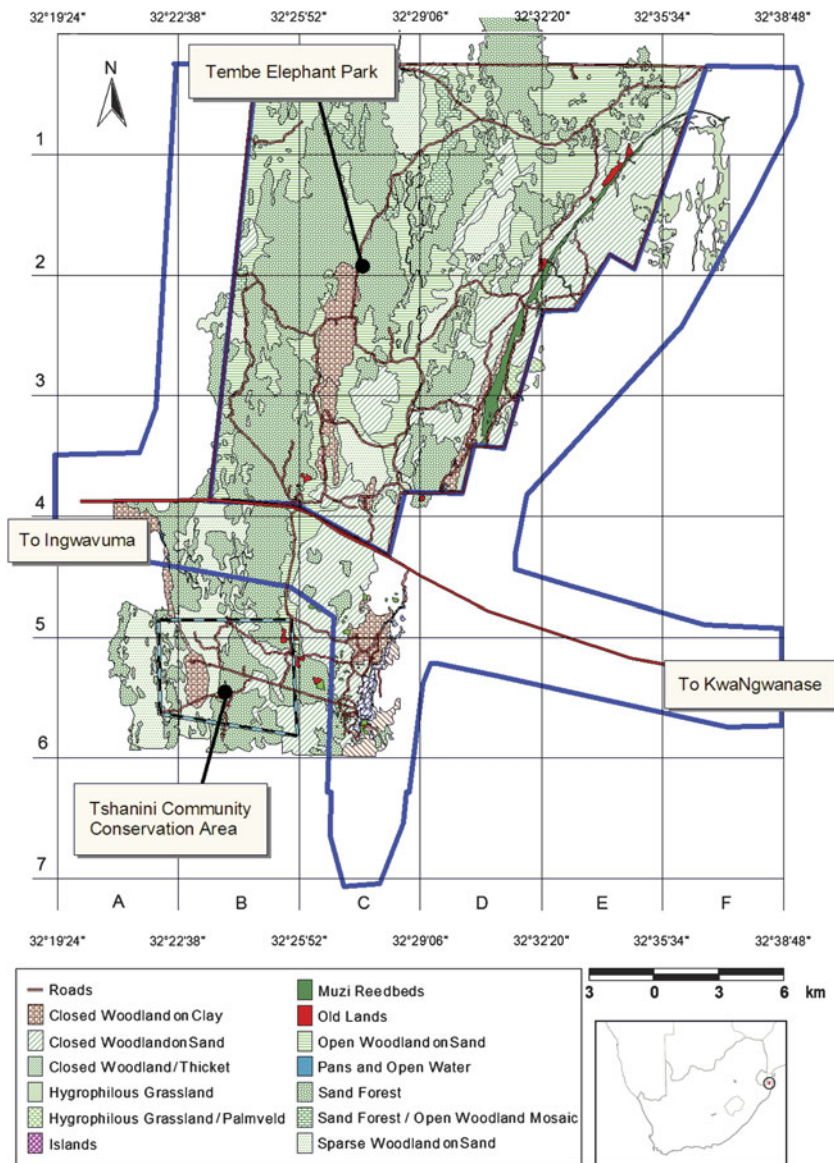 32°19'24" 32°22'38" 32°25'52" 32°29'06" 32°32'20" 32°35'34" 32°38'48"
Tembe Elephant Park
N
1
2
3
4
To Ingwavuma
5
To KwaNgwanase
6
Tshanini Community
Conservation Area
7
A B C D E F
32°19'24" 32°22'38" 32°25'52" 32°29'06" 32°32'20" 32°35'34" 32°38'48"
Roads
Closed Woodland on Clay
Closed Woodland on Sand
Closed Woodland/Thicket
Hygrophilous Grassland
Hygrophilous Grassland/Palmveld
Islands
Muzi Reedbeds
Old Lands
Open Woodland on Sand
Pans and Open Water
Sand Forest
Sand Forest / Open Woodland Mosaic
Sparse Woodland on Sand
3 0 3 6 km